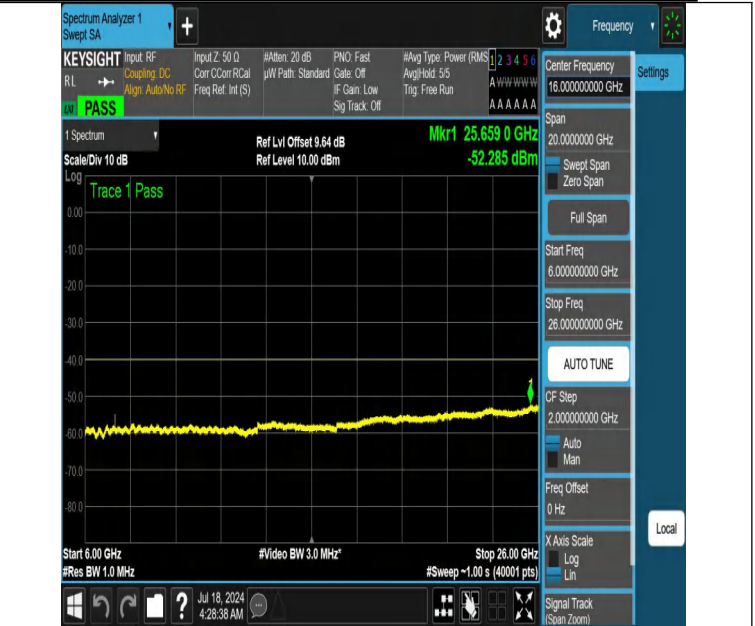 Spectrum Analyzer 1
Swept SA
+
Frequency
KEYSIGHT
RL
PASS
Input: RF
Coupling: DC
Align: Auto/No RF
Input Z: 50 Ω
Corr CCorr RCal
Freq Ref: Int (S)
#Atten: 20 dB
µW Path: Standard
PNO: Fast
Gate: Off
IF Gain: Low
Sig Track: Off
#Avg Type: Power (RMS
Avg|Hold: 5/5
Trig: Free Run
1 2 3 4 5 6
A W W W W W
A A A A A A
1 Spectrum
Scale/Div 10 dB
Log
Ref Lvl Offset 9.64 dB
Ref Level 10.00 dBm
Mkr1 25.659 0 GHz
-52.285 dBm
Trace 1 Pass
0.00
-10.0
-20.0
-30.0
-40.0
-50.0
-60.0
-70.0
-80.0
1
Start 6.00 GHz
#Res BW 1.0 MHz
#Video BW 3.0 MHz*
Stop 26.00 GHz
#Sweep ~1.00 s (40001 pts)
?
Jul 18, 2024
4:28:38 AM
Center Frequency
16.000000000 GHz
Settings
Span
20.0000000 GHz
Swept Span
Zero Span
Full Span
Start Freq
6.000000000 GHz
Stop Freq
26.000000000 GHz
AUTO TUNE
CF Step
2.000000000 GHz
Auto
Man
Freq Offset
0 Hz
X Axis Scale
Log
Lin
Local
Signal Track
(Span Zoom)